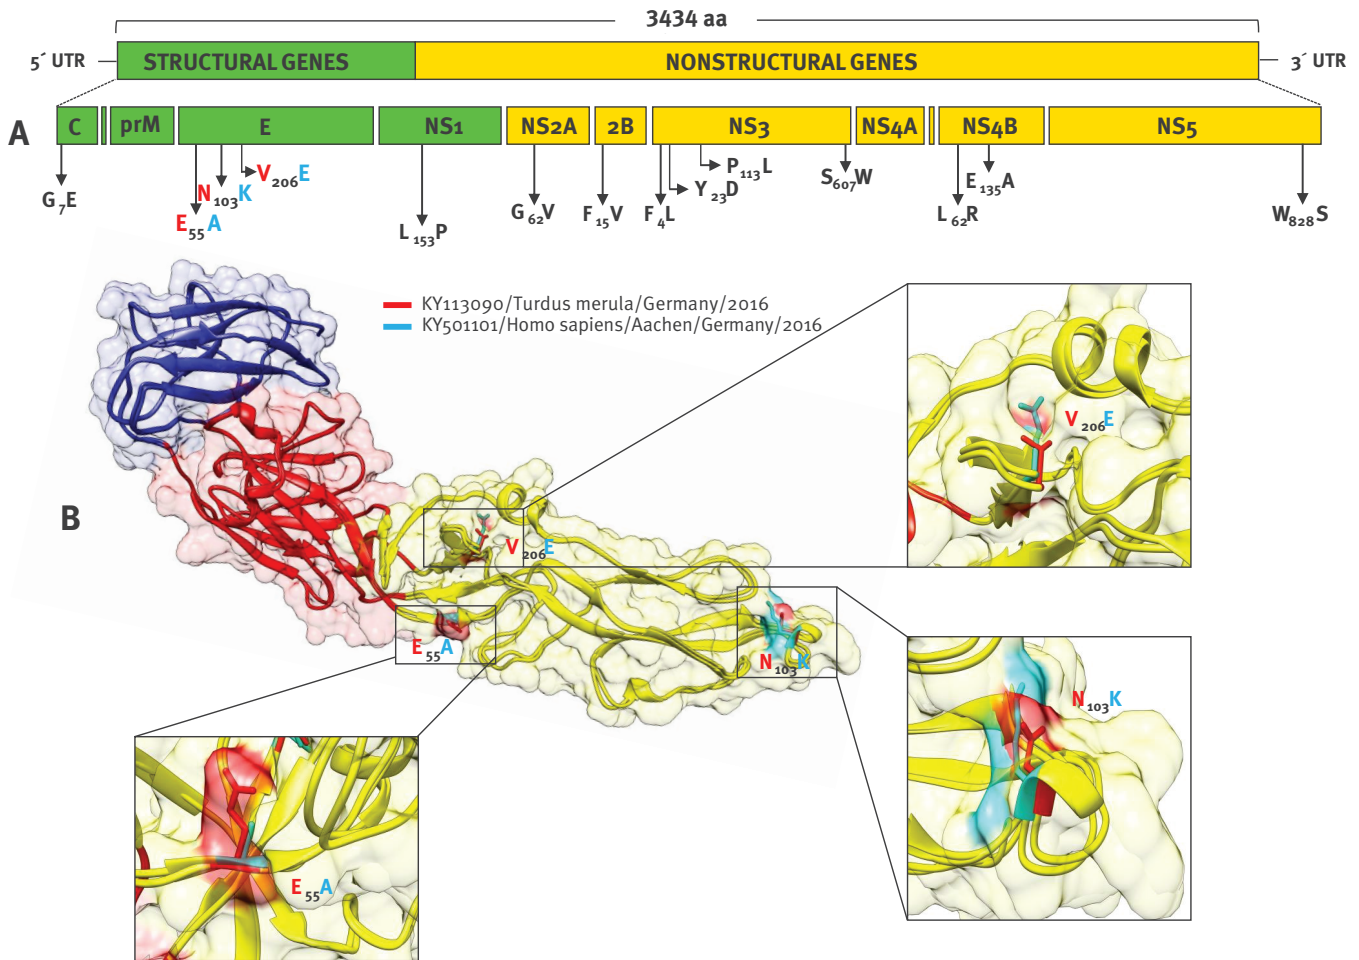 3434 aa
5´ UTR STRUCTURAL GENES NONSTRUCTURAL GENES 3´ UTR
A C prM E NS1 NS2A 2B NS3 NS4A NS4B NS5
G7E E55A N103K V206E L153P G62V F15V F4L Y23D P113L S607W L62R E135A W828S
KY113090/Turdus merula/Germany/2016
KY501101/Homo sapiens/Aachen/Germany/2016
V206E
B
V206E
E55A
N103K
N103K
E55A